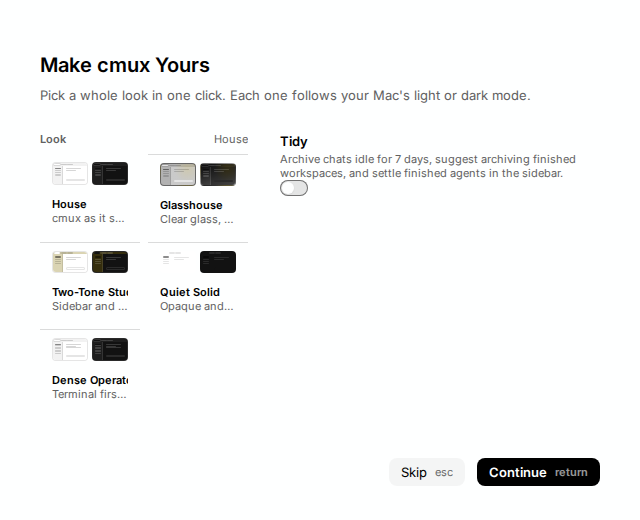 Make cmux Yours
Pick a whole look in one click. Each one follows your Mac's light or dark mode.
Look
House
House
cmux as it s...
Glasshouse
Clear glass, ...
Two-Tone Stu
Sidebar and ...
Quiet Solid
Opaque and...
Dense Operat
Terminal firs...
Tidy
Archive chats idle for 7 days, suggest archiving finished
workspaces, and settle finished agents in the sidebar.
Skip esc
Continue return